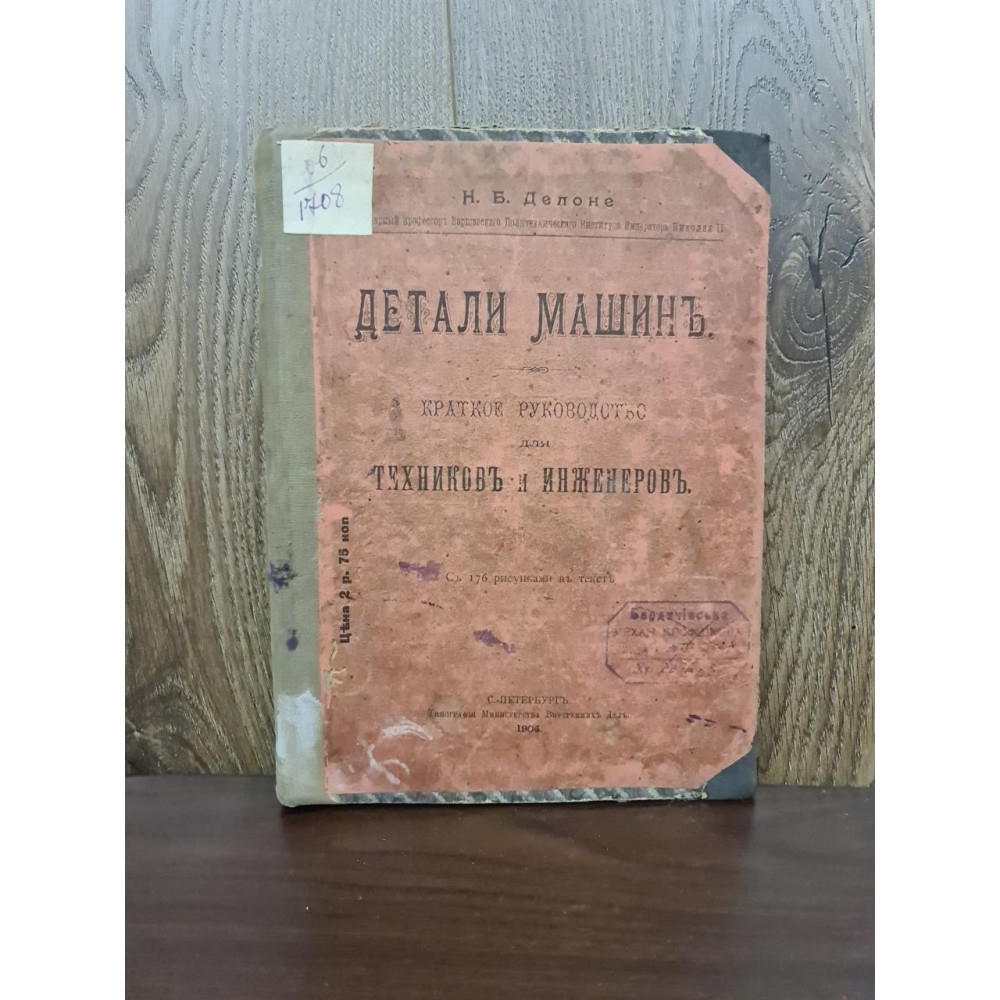 6
1708
Н. Б. Делоне
Профессоръ Варшавскаго Политехническаго Института Императора Николая II
ДЕТАЛИ МАШИНЪ.
КРАТКОЕ РУКОВОДСТВО
ДЛЯ
ТЕХНИКОВЪ и ИНЖЕНЕРОВЪ.
Цѣна 2 р. 75 коп
Съ 176 рисунками въ текстѣ
Бердичівська
С.-ПЕТЕРБУРГЪ.
Типографія Министерства Внутреннихъ Дѣлъ.